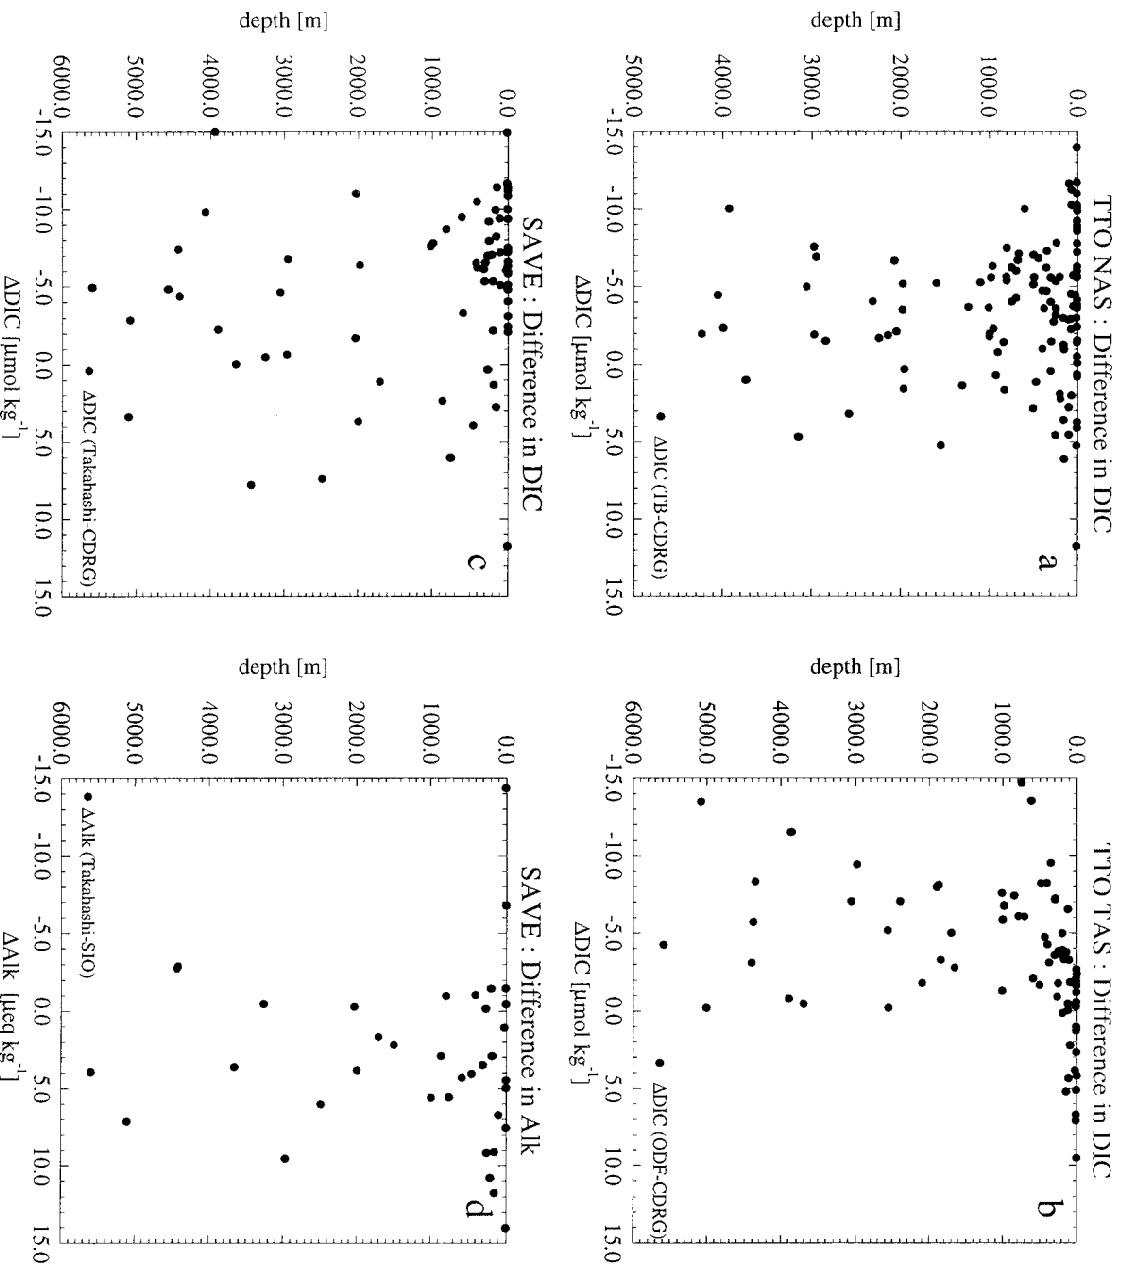 TTO NAS : Difference in DIC
depth [m]
0.0
1000.0
2000.0
3000.0
4000.0
5000.0
-15.0 -10.0 -5.0 0.0 5.0 10.0 15.0
ΔDIC [μmol kg⁻¹]
ΔDIC (TB-CDRG)
a
TTO TAS : Difference in DIC
depth [m]
0.0
1000.0
2000.0
3000.0
4000.0
5000.0
6000.0
-15.0 -10.0 -5.0 0.0 5.0 10.0 15.0
ΔDIC [μmol kg⁻¹]
ΔDIC (ODF-CDRG)
b
SAVE : Difference in DIC
depth [m]
0.0
1000.0
2000.0
3000.0
4000.0
5000.0
6000.0
-15.0 -10.0 -5.0 0.0 5.0 10.0 15.0
ΔDIC [μmol kg⁻¹]
ΔDIC (Takahashi-CDRG)
c
SAVE : Difference in Alk
depth [m]
0.0
1000.0
2000.0
3000.0
4000.0
5000.0
6000.0
-15.0 -10.0 -5.0 0.0 5.0 10.0 15.0
ΔAlk [μeq kg⁻¹]
ΔAlk (Takahashi-SIO)
d